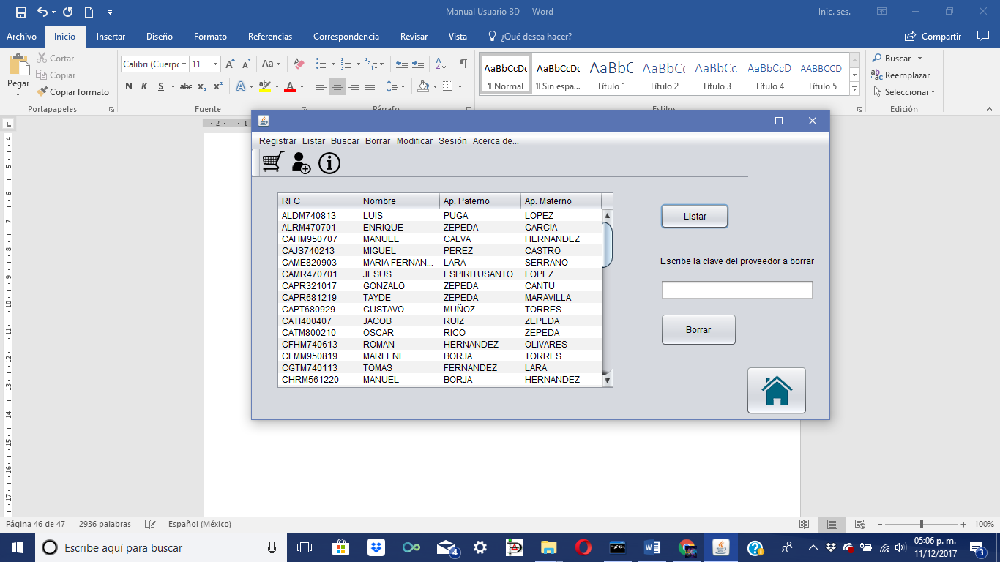 Manual Usuario BD - Word
Inic. ses.
Archivo Inicio Insertar Diseño Formato Referencias Correspondencia Revisar Vista ¿Qué desea hacer? Compartir
Pegar
Cortar
Copiar
Copiar formato
Portapapeles
Calibri (Cuerpo 11
N K S abc x₂ x²
Fuente
Párrafo
AaBbCcDc AaBbCcDc AaBbC AaBbCc AaBbCc AaBbCcD AABBCCDI
¶ Normal ¶ Sin espa... Título 1 Título 2 Título 3 Título 4 Título 5
Estilos
Buscar
Reemplazar
Seleccionar
Edición
Registrar Listar Buscar Borrar Modificar Sesión Acerca de...
RFC Nombre Ap. Paterno Ap. Materno
ALDM740813 LUIS PUGA LOPEZ
ALRM470701 ENRIQUE ZEPEDA GARCIA
CAHM950707 MANUEL CALVA HERNANDEZ
CAJS740213 MIGUEL PEREZ CASTRO
CAME820903 MARIA FERNAN... LARA SERRANO
CAMR470701 JESUS ESPIRITUSANTO LOPEZ
CAPR321017 GONZALO ZEPEDA CANTU
CAPR681219 TAYDE ZEPEDA MARAVILLA
CAPT680929 GUSTAVO MUÑOZ TORRES
CATI400407 JACOB RUIZ ZEPEDA
CATM800210 OSCAR RICO ZEPEDA
CFHM740613 ROMAN HERNANDEZ OLIVARES
CFMM950819 MARLENE BORJA TORRES
CGTM740113 TOMAS FERNANDEZ LARA
CHRM561220 MANUEL BORJA HERNANDEZ
Listar
Escribe la clave del proveedor a borrar
Borrar
Página 46 de 47 2936 palabras Español (México) 100%
Escribe aquí para buscar
4
05:06 p. m.
11/12/2017
3